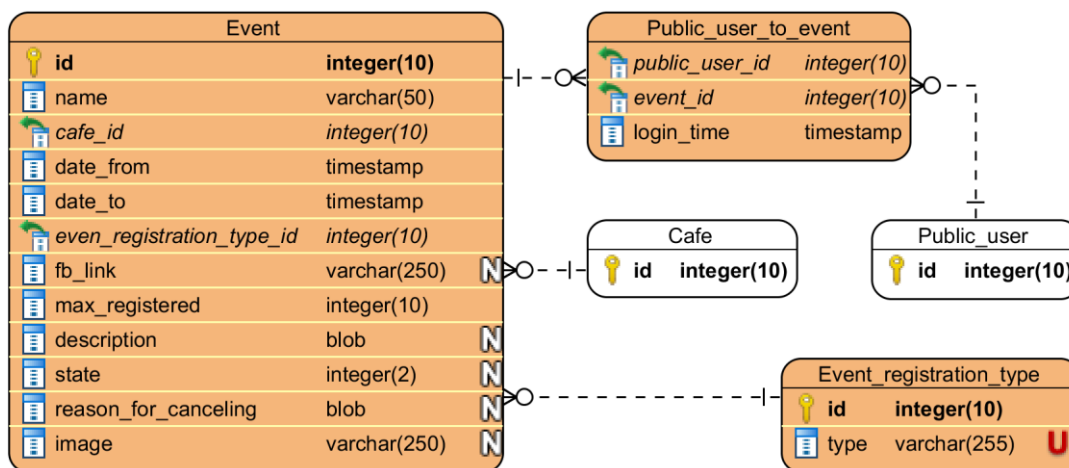 Event
id integer(10)
name varchar(50)
cafe_id integer(10)
date_from timestamp
date_to timestamp
even_registration_type_id integer(10)
fb_link varchar(250) N
max_registered integer(10)
description blob N
state integer(2) N
reason_for_canceling blob N
image varchar(250) N
Public_user_to_event
public_user_id integer(10)
event_id integer(10)
login_time timestamp
Cafe
id integer(10)
Public_user
id integer(10)
Event_registration_type
id integer(10)
type varchar(255) U